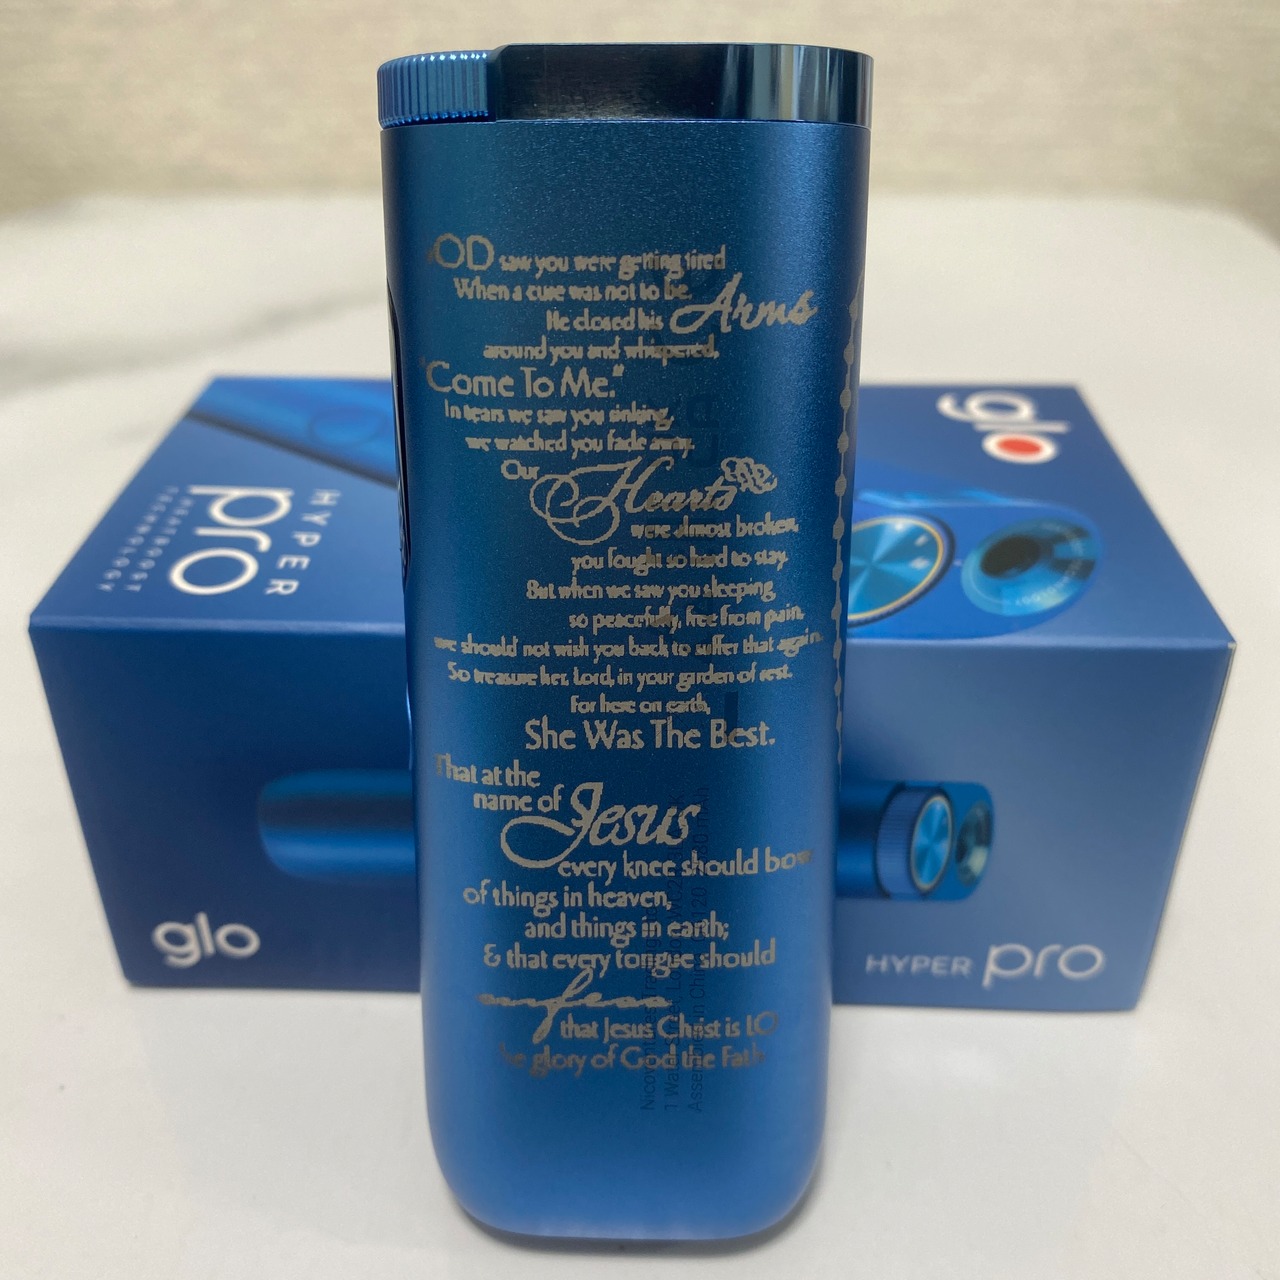 OD saw you were getting tired
When a cure was not to be.
He closed his Arms
around you and whispered,
"Come To Me."
In tears we saw you sinking,
we watched you fade away.
Our Hearts
were almost broken,
you fought so hard to stay.
But when we saw you sleeping
so peacefully, free from pain,
we should not wish you back to suffer that again.
So treasure her, Lord, in your garden of rest.
For here on earth,
She Was The Best.
That at the
name of Jesus
every knee should bow
of things in heaven,
and things in earth;
& that every tongue should
confess
that Jesus Christ is LO
he glory of God the Fath
Assembled in China
HYPER
pro
HEATBOOST
TECHNOLOGY
glo
glo
HYPER pro